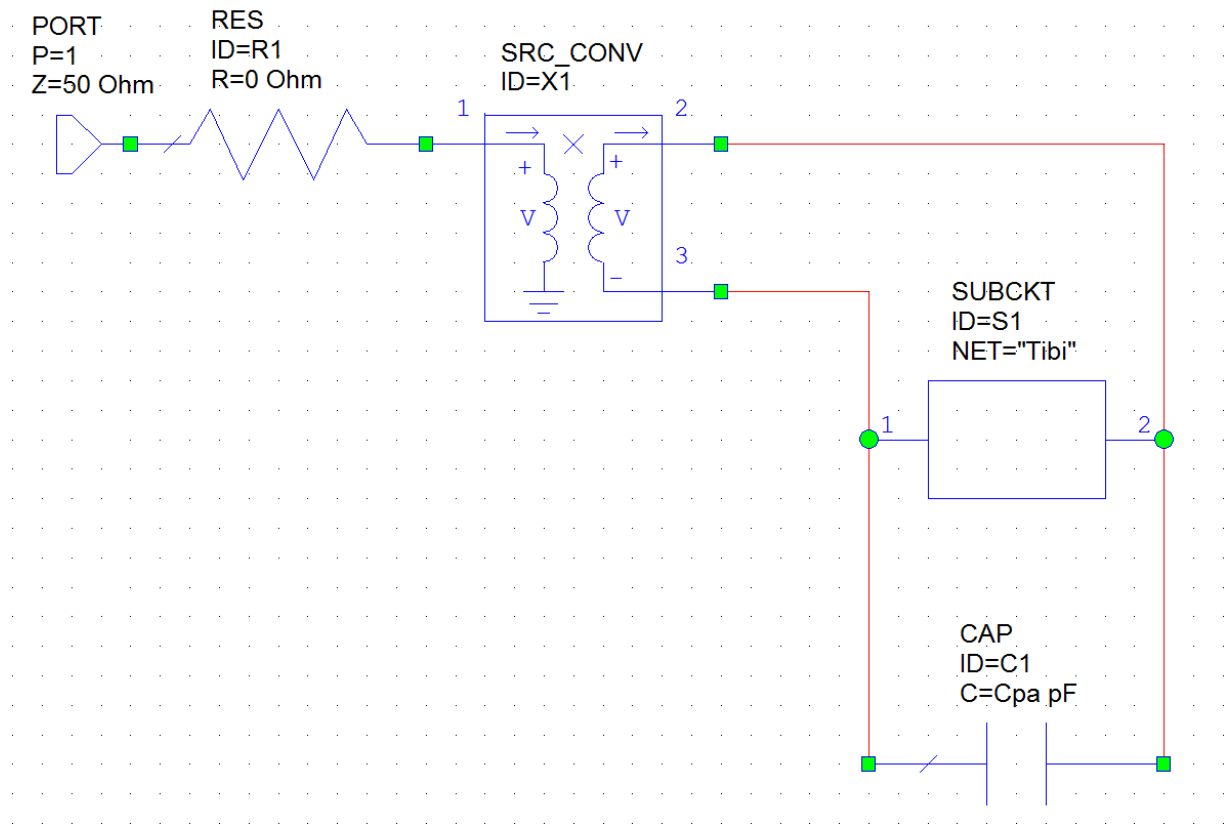 PORT
P=1
Z=50 Ohm
RES
ID=R1
R=0 Ohm
SRC_CONV
ID=X1
1
2
+
+
V
V
3
-
SUBCKT
ID=S1
NET="Tibi"
1
2
CAP
ID=C1
C=Cpa pF